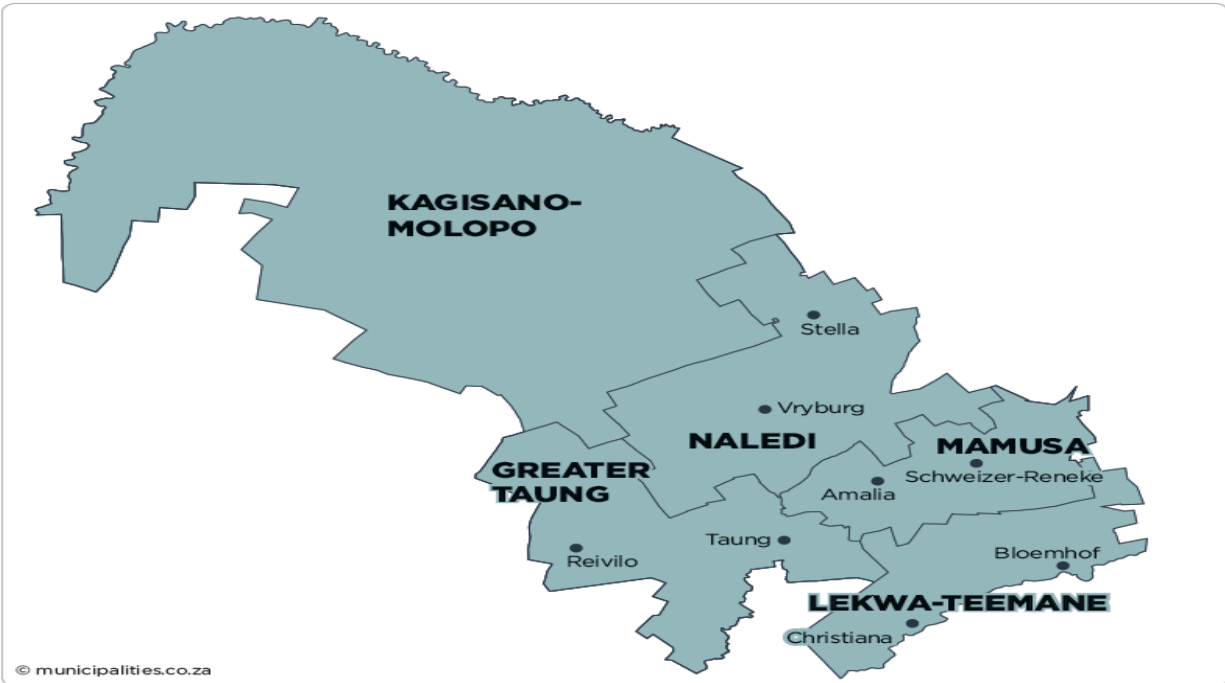 KAGISANO-
MOLOPO
Stella
Vryburg
NALEDI
MAMUSA
GREATER
TAUNG
Schweizer-Reneke
Amalia
Taung
Reivilo
Bloemhof
LEKWA-TEEMANE
Christiana
© municipalities.co.za